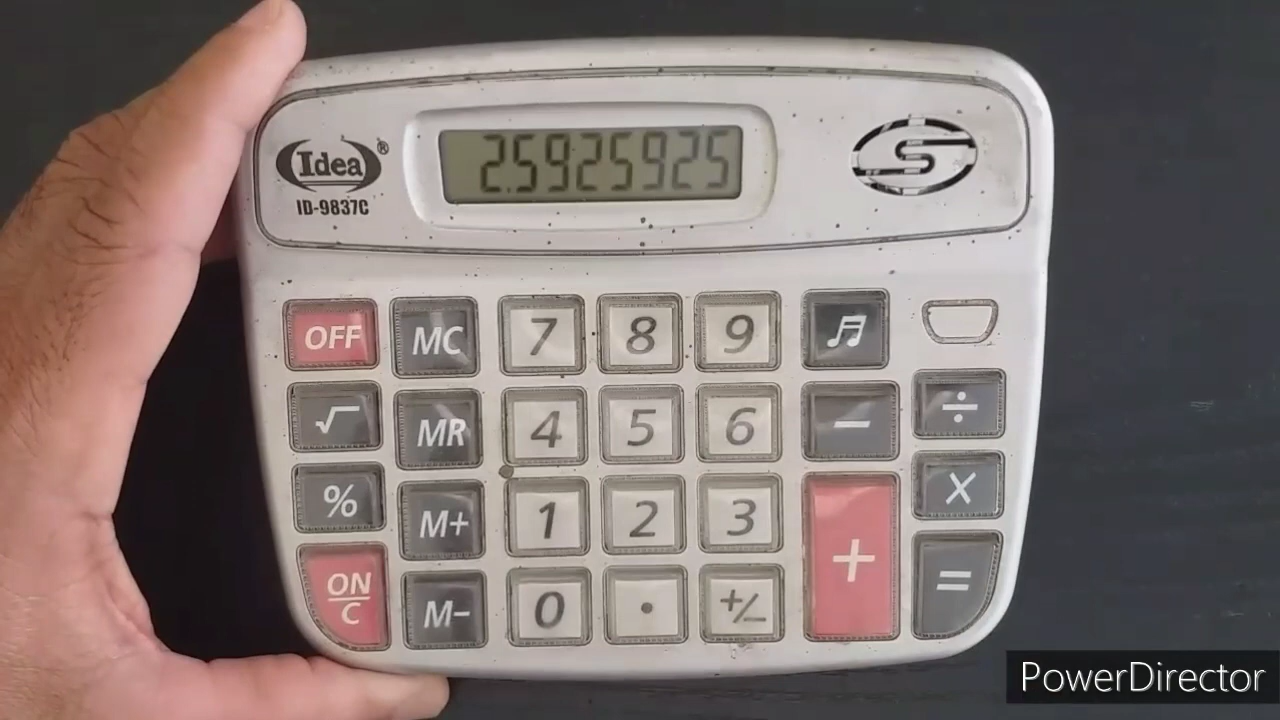 Idea®
ID-9837C
2.5925925
S
OFF MC 7 8 9
√ MR 4 5 6 − ÷
% M+ 1 2 3 + X
ON/C M− 0 . +/− =
PowerDirector